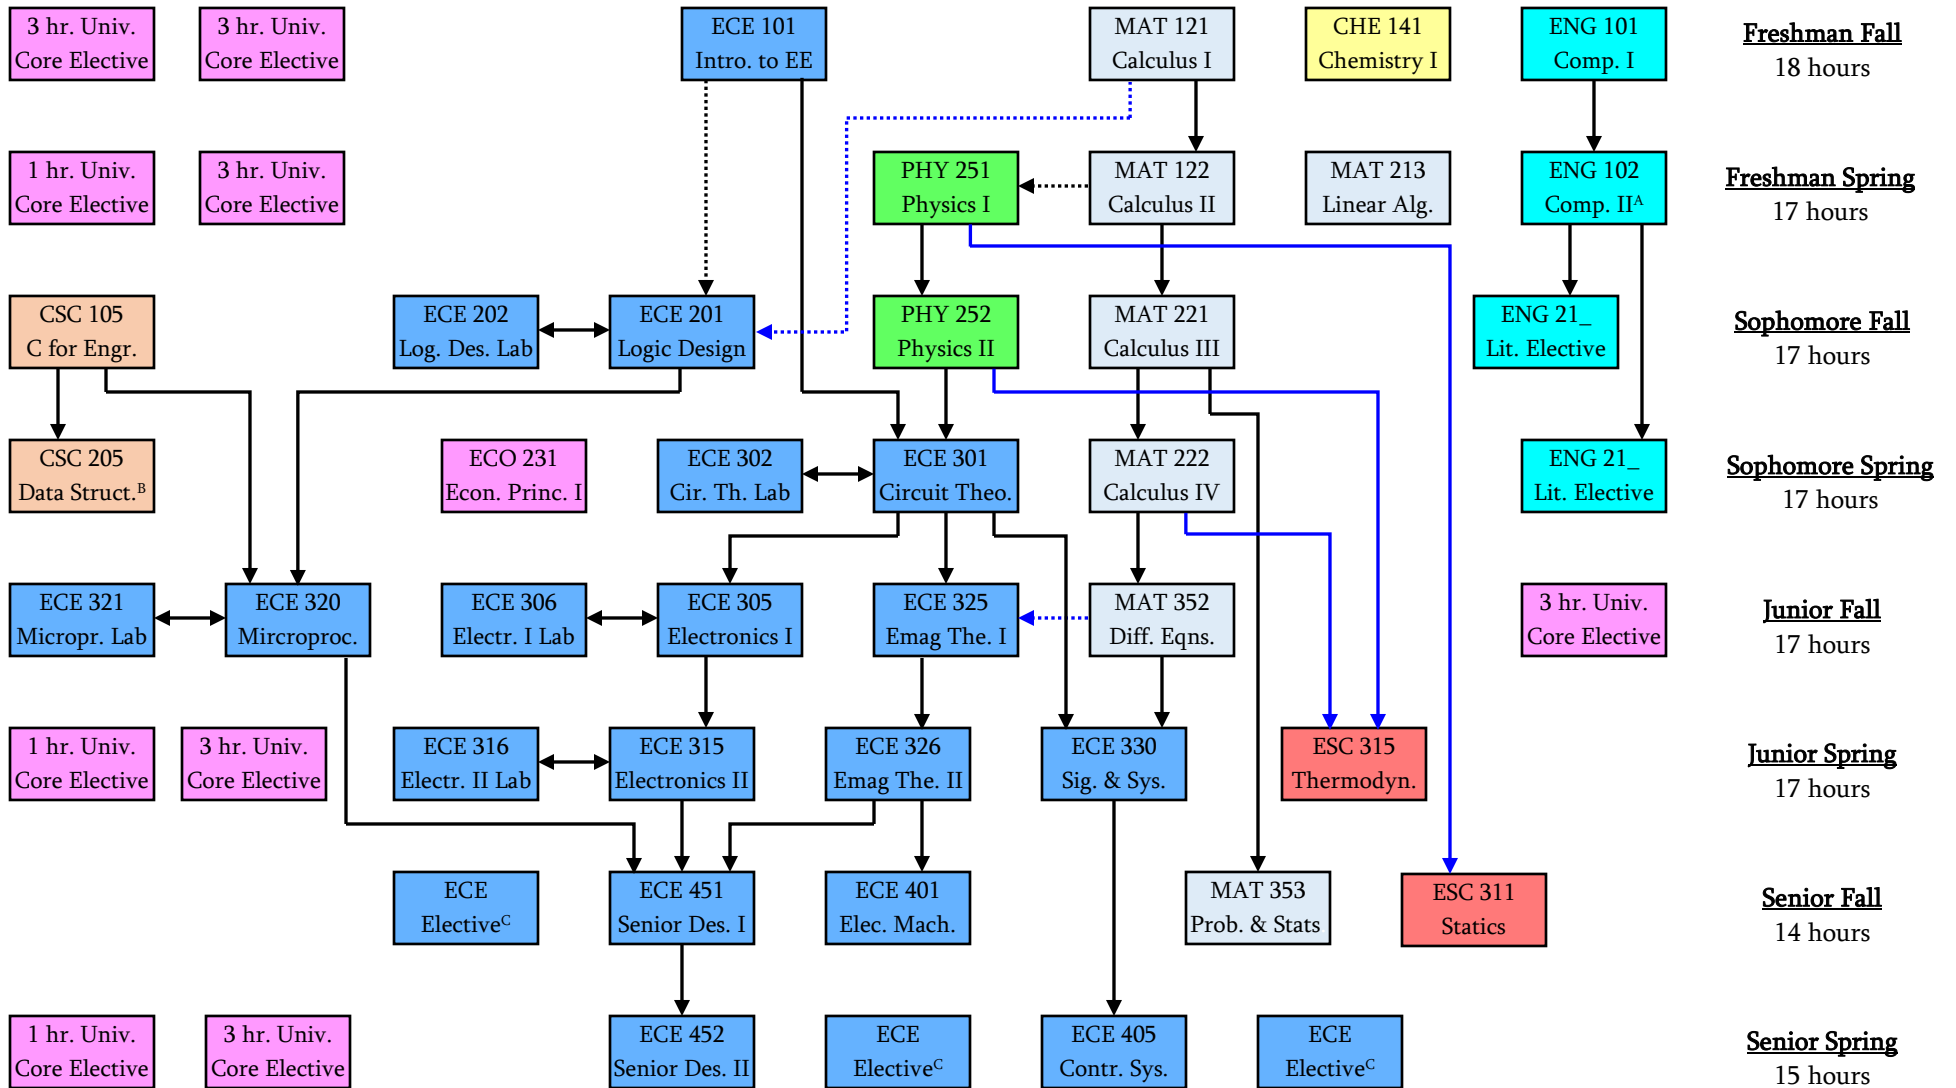 3 hr. Univ.
Core Elective
3 hr. Univ.
Core Elective
ECE 101
Intro. to EE
MAT 121
Calculus I
CHE 141
Chemistry I
ENG 101
Comp. I
Freshman Fall
18 hours
1 hr. Univ.
Core Elective
3 hr. Univ.
Core Elective
PHY 251
Physics I
MAT 122
Calculus II
MAT 213
Linear Alg.
ENG 102
Comp. IIᴬ
Freshman Spring
17 hours
CSC 105
C for Engr.
ECE 202
Log. Des. Lab
ECE 201
Logic Design
PHY 252
Physics II
MAT 221
Calculus III
ENG 21_
Lit. Elective
Sophomore Fall
17 hours
CSC 205
Data Struct.ᴮ
ECO 231
Econ. Princ. I
ECE 302
Cir. Th. Lab
ECE 301
Circuit Theo.
MAT 222
Calculus IV
ENG 21_
Lit. Elective
Sophomore Spring
17 hours
ECE 321
Micropr. Lab
ECE 320
Mircroproc.
ECE 306
Electr. I Lab
ECE 305
Electronics I
ECE 325
Emag The. I
MAT 352
Diff. Eqns.
3 hr. Univ.
Core Elective
Junior Fall
17 hours
1 hr. Univ.
Core Elective
3 hr. Univ.
Core Elective
ECE 316
Electr. II Lab
ECE 315
Electronics II
ECE 326
Emag The. II
ECE 330
Sig. & Sys.
ESC 315
Thermodyn.
Junior Spring
17 hours
ECE
Electiveᶜ
ECE 451
Senior Des. I
ECE 401
Elec. Mach.
MAT 353
Prob. & Stats
ESC 311
Statics
Senior Fall
14 hours
1 hr. Univ.
Core Elective
3 hr. Univ.
Core Elective
ECE 452
Senior Des. II
ECE
Electiveᶜ
ECE 405
Contr. Sys.
ECE
Electiveᶜ
Senior Spring
15 hours